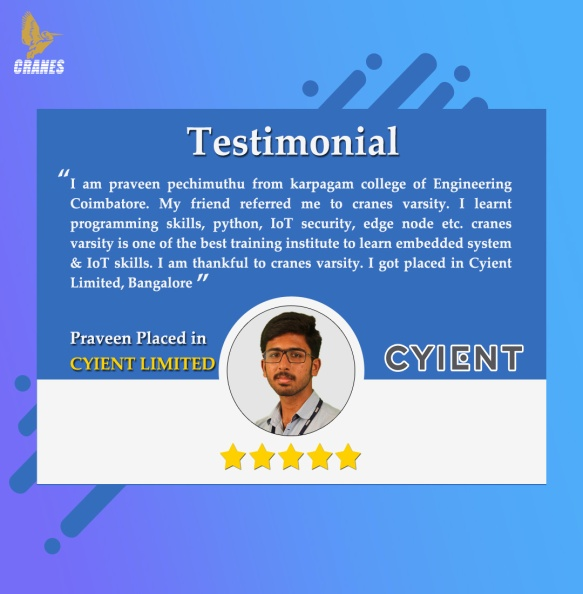 CRANES
Testimonial
“I am praveen pechimuthu from karpagam college of Engineering
Coimbatore. My friend referred me to cranes varsity. I learnt
programming skills, python, IoT security, edge node etc. cranes
varsity is one of the best training institute to learn embedded system
& IoT skills. I am thankful to cranes varsity. I got placed in Cyient
Limited, Bangalore ”
Praveen Placed in
CYIENT LIMITED
CYIENT